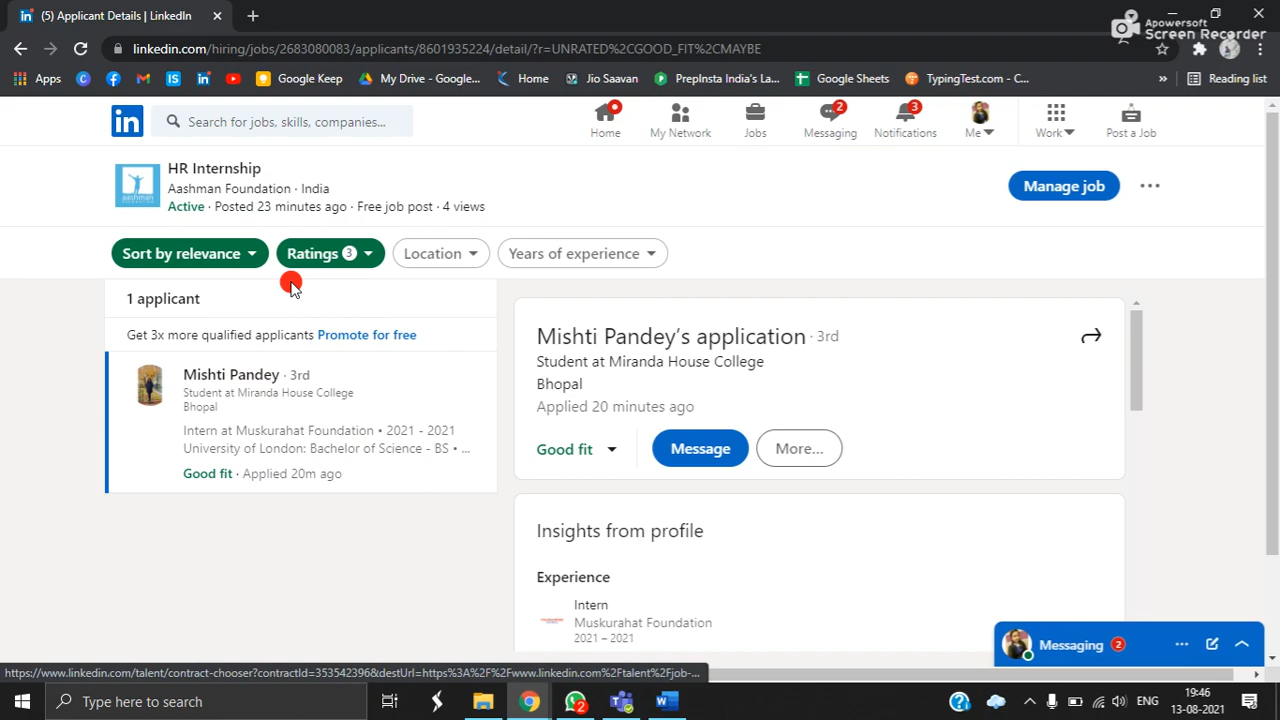 (5) Applicant Details | LinkedIn
Apowersoft
Screen Recorder
linkedin.com/hiring/jobs/2683080083/applicants/8601935224/detail/?r=UNRATED%2CGOOD_FIT%2CMAYBE
Apps
Google Keep
My Drive - Google...
Home
Jio Saavan
PrepInsta India's La...
Google Sheets
TypingTest.com - C...
»
Reading list
in
Search for jobs, skills, companies...
2
3
Home
My Network
Jobs
Messaging
Notifications
Me
Work
Post a Job
HR Internship
aashman
Aashman Foundation · India
Active · Posted 23 minutes ago · Free job post · 4 views
Manage job
Sort by relevance
Ratings 3
Location
Years of experience
1 applicant
Get 3x more qualified applicants Promote for free
Mishti Pandey · 3rd
Student at Miranda House College
Bhopal
Intern at Muskurahat Foundation • 2021 - 2021
University of London: Bachelor of Science - BS • ...
Good fit · Applied 20m ago
Mishti Pandey’s application · 3rd
Student at Miranda House College
Bhopal
Applied 20 minutes ago
Good fit
Message
More...
Insights from profile
Experience
Intern
Muskurahat Foundation
2021 – 2021
Messaging 2
https://www.linkedin.com/talent/contract-chooser?contractId=353542396&destUrl=https%3A%2F%2Fwww.linkedin.com%2Ftalent%2Fjob-...
Type here to search
2
ENG
19:46
13-08-2021